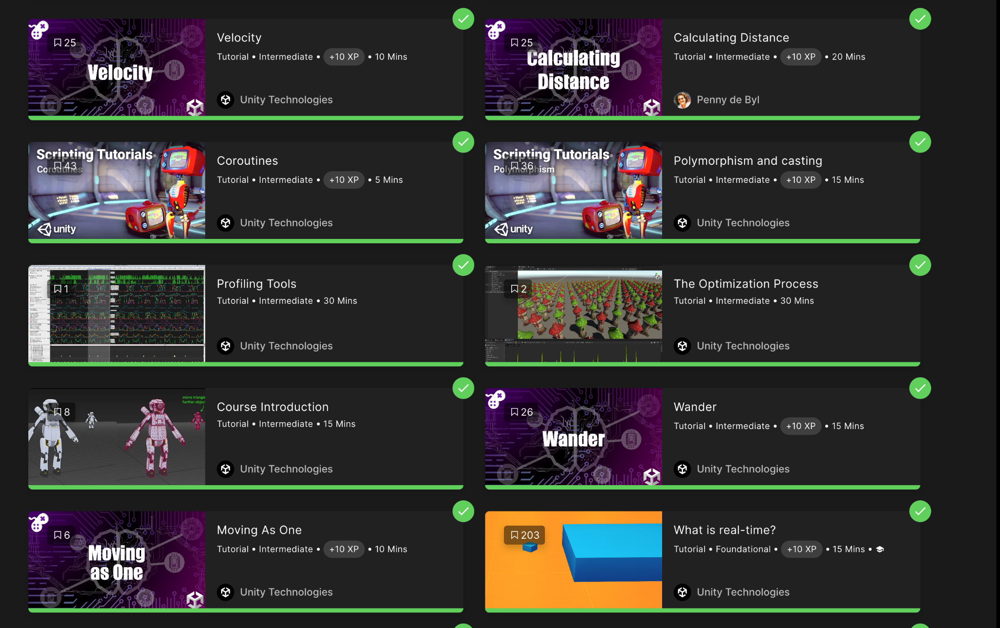 25
Velocity
Velocity
Tutorial • Intermediate • +10 XP • 10 Mins
Unity Technologies
25
Calculating
Distance
Calculating Distance
Tutorial • Intermediate • +10 XP • 20 Mins
Penny de Byl
Scripting Tutorials
Coroutines
43
unity
Coroutines
Tutorial • Intermediate • +10 XP • 5 Mins
Unity Technologies
Scripting Tutorials
Polymorphism
36
unity
Polymorphism and casting
Tutorial • Intermediate • +10 XP • 15 Mins
Unity Technologies
1
Profiling Tools
Tutorial • Intermediate • 30 Mins
Unity Technologies
2
The Optimization Process
Tutorial • Intermediate • 30 Mins
Unity Technologies
8
micro triangle
further objec
Course Introduction
Tutorial • Intermediate • 15 Mins
Unity Technologies
26
Wander
Wander
Tutorial • Intermediate • +10 XP • 15 Mins
Unity Technologies
6
Moving
as One
Moving As One
Tutorial • Intermediate • +10 XP • 10 Mins
Unity Technologies
203
What is real-time?
Tutorial • Foundational • +10 XP • 15 Mins •
Unity Technologies